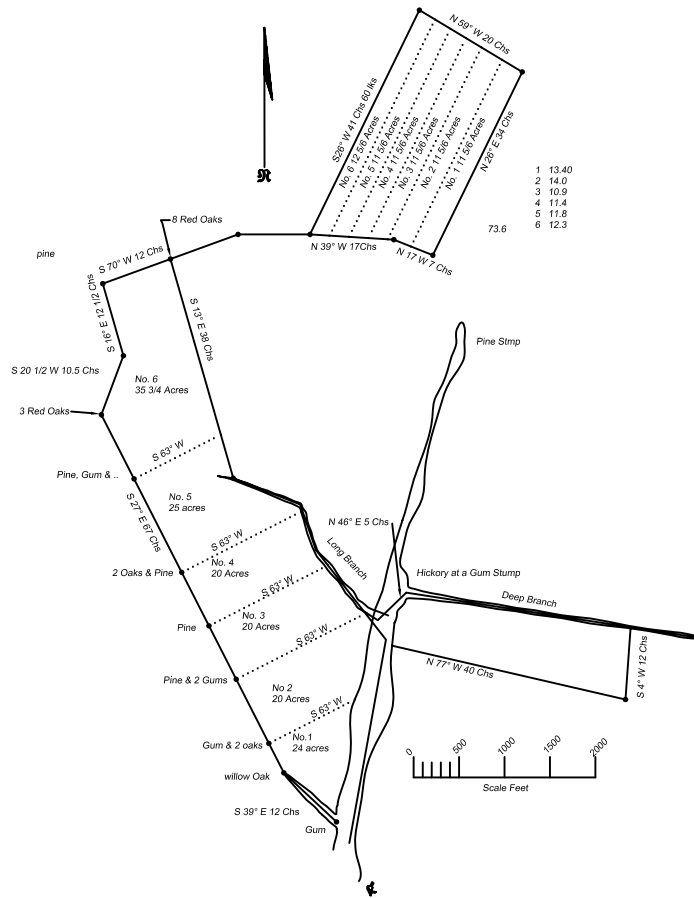 N 59° W 20 Chs
S26° W 41 Chs 60 lks
No. 6 12 5/6 Acres
No. 5 11 5/6 Acres
No. 4 11 5/6 Acres
No. 3 11 5/6 Acres
No. 2 11 5/6 Acres
No. 1 11 5/6 Acres
N 26° E 34 Chs
1 13.40
2 14.0
3 10.9
4 11.4
5 11.8
6 12.3
73.6
N
8 Red Oaks
N 39° W 17Chs
N 17 W 7 Chs
pine
S 70° W 12 Chs
S 16° E 12 1/2 Chs
S 13° E 38 Chs
S 20 1/2 W 10.5 Chs
No. 6
35 3/4 Acres
Pine Stmp
3 Red Oaks
S 63° W
Pine, Gum & ..
S 27° E 67 Chs
No. 5
25 acres
N 46° E 5 Chs
S 63° W
Long Branch
2 Oaks & Pine
No. 4
20 Acres
Hickory at a Gum Stump
Deep Branch
S 63° W
Pine
No. 3
20 Acres
S 63° W
N 77° W 40 Chs
S 4° W 12 Chs
Pine & 2 Gums
No 2
20 Acres
S 63° W
Gum & 2 oaks
No.1
24 acres
willow Oak
0 500 1000 1500 2000
Scale Feet
S 39° E 12 Chs
Gum